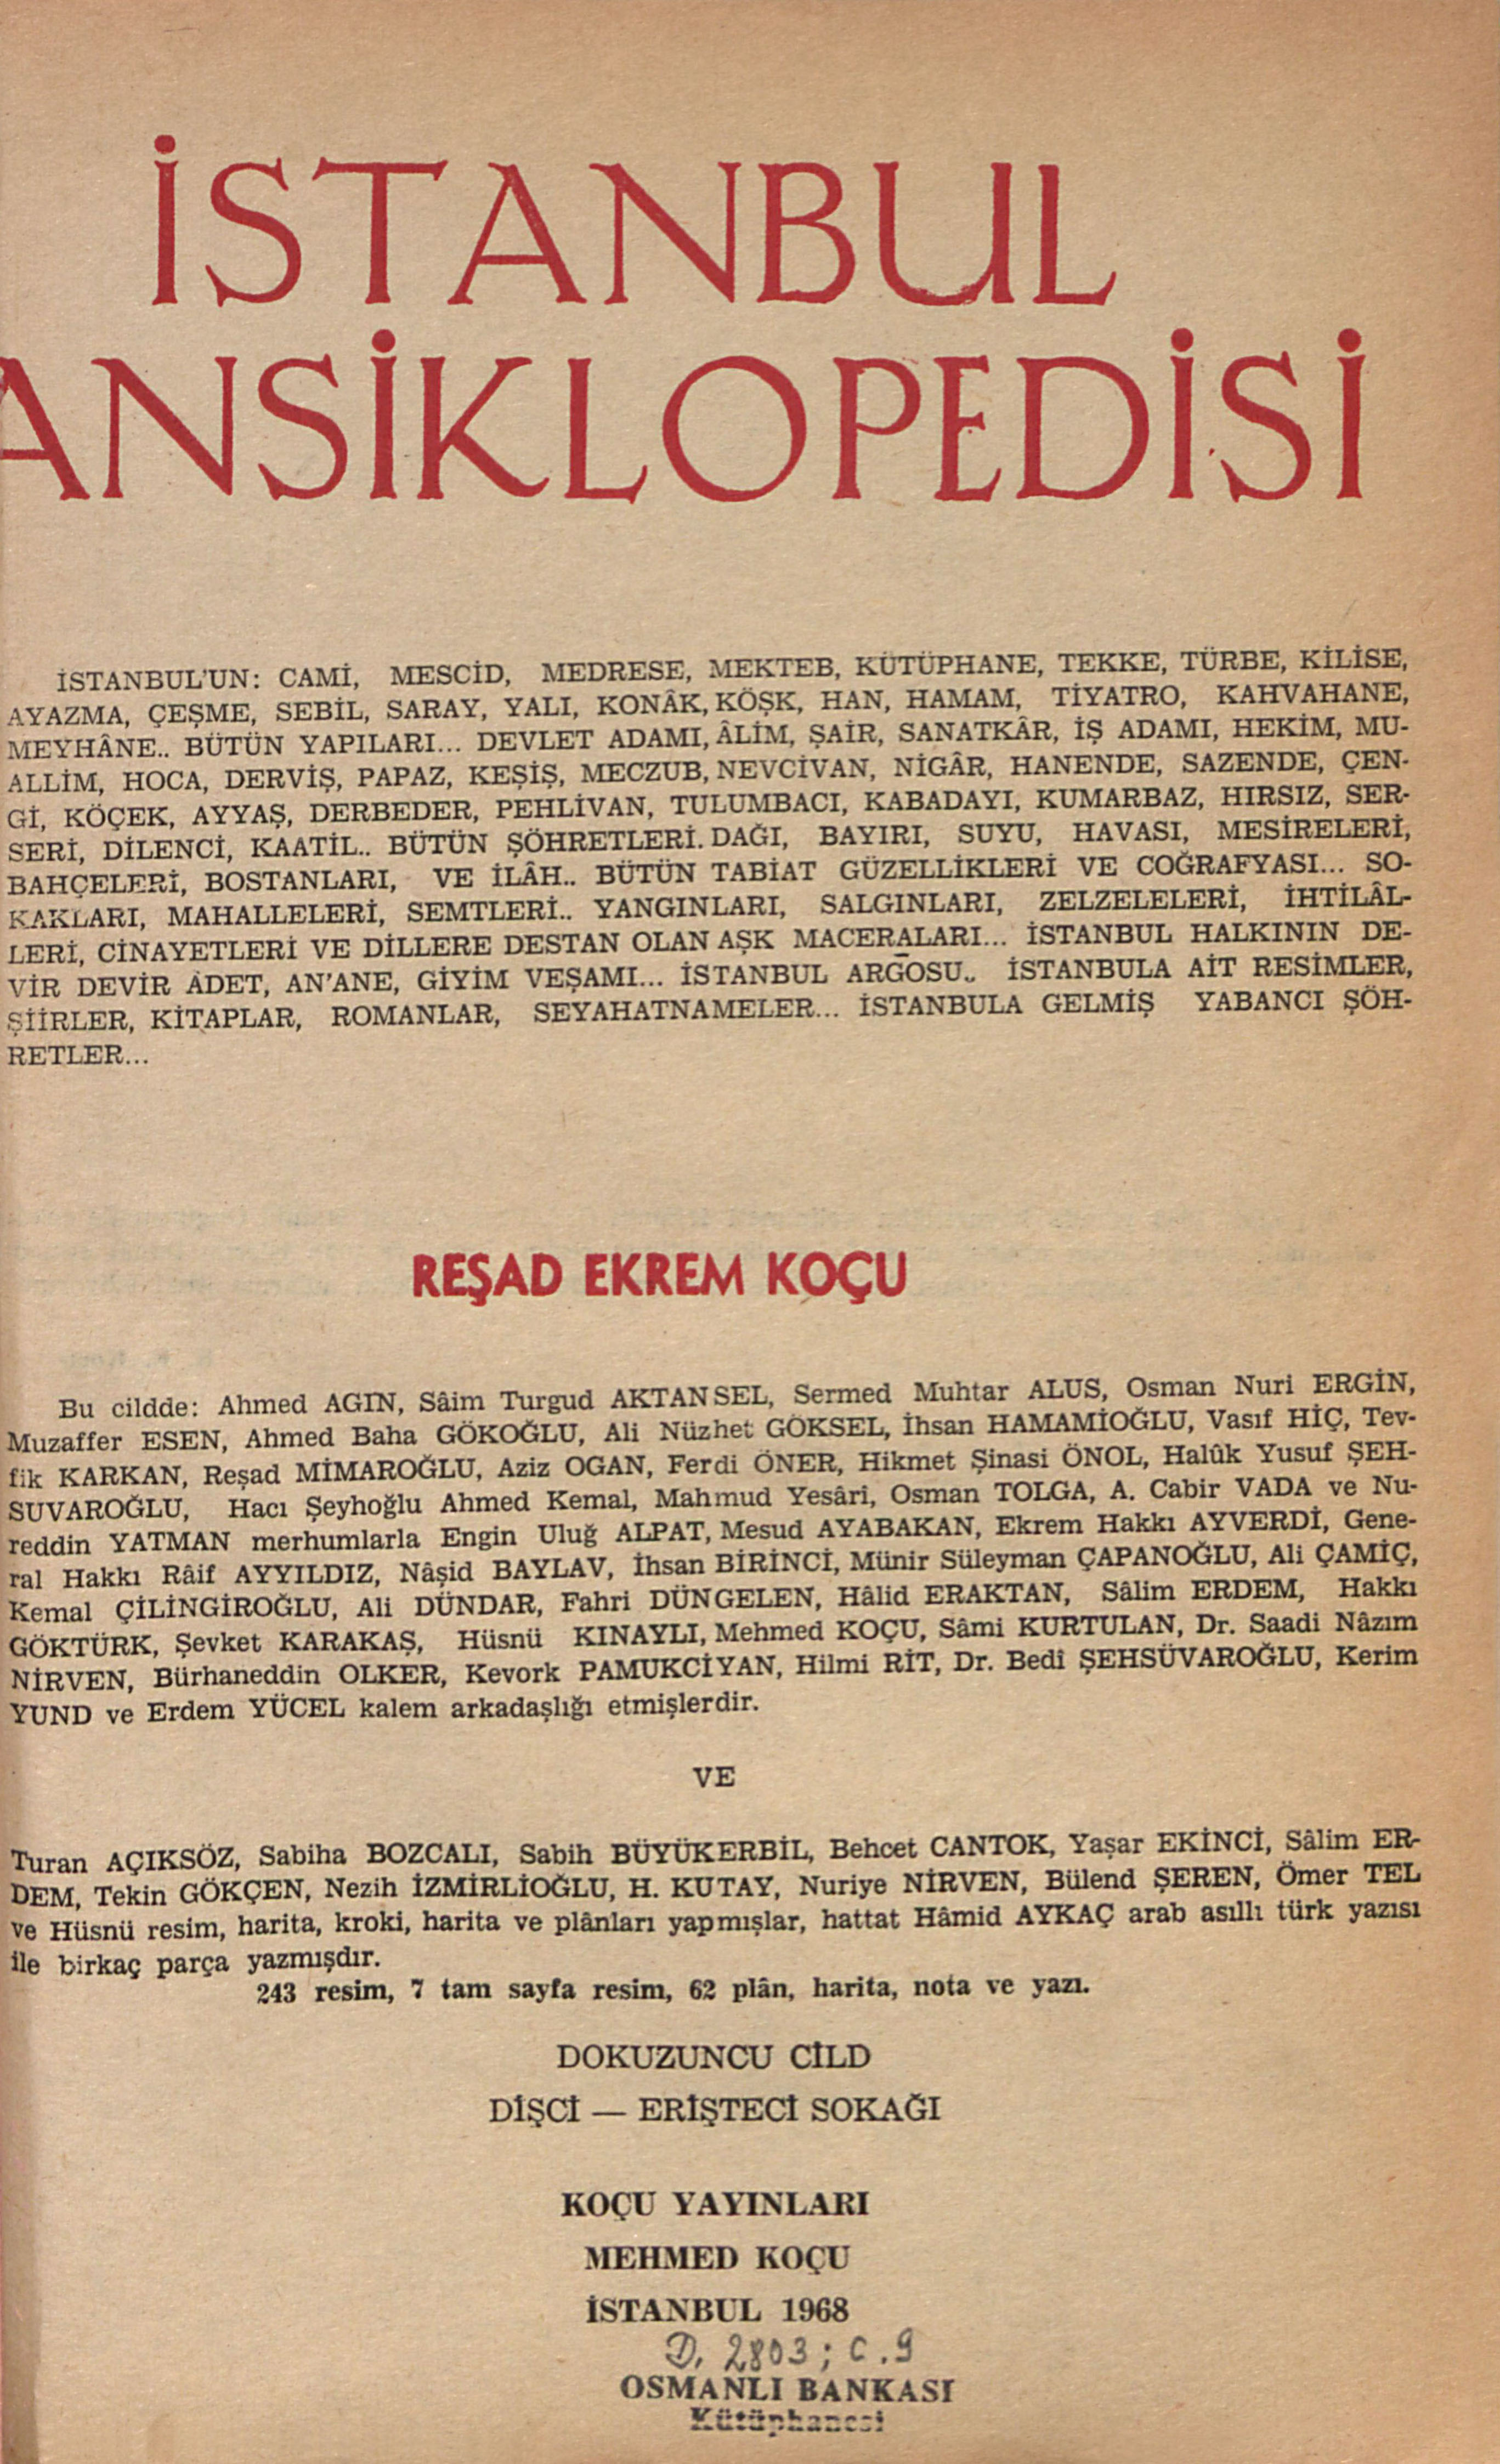 İSTANBUL
ANSİKLOPEDİSİ
İSTANBUL'UN: CAMİ, MESCİD, MEDRESE, MEKTEB, KÜTÜPHANE, TEKKE, TÜRBE, KİLİSE,
AYAZMA, ÇEŞME, SEBİL, SARAY, YALI, KONÂK, KÖŞK, HAN, HAMAM, TİYATRO, KAHVAHANE,
MEYHÂNE.. BÜTÜN YAPILARI... DEVLET ADAMI, ÂLİM, ŞAİR, SANATKÂR, İŞ ADAMI, HEKİM, MU-
ALLİM, HOCA, DERVİŞ, PAPAZ, KEŞİŞ, MECZUB, NEVCİVAN, NİGÂR, HANENDE, SAZENDE, ÇEN-
Gİ, KÖÇEK, AYYAŞ, DERBEDER, PEHLİVAN, TULUMBACI, KABADAYI, KUMARBAZ, HIRSIZ, SER-
SERİ, DİLENCİ, KAATİL.. BÜTÜN ŞÖHRETLERİ. DAĞI, BAYIRI, SUYU, HAVASI, MESİRELERİ,
BAHÇELERİ, BOSTANLARI, VE İLÂH.. BÜTÜN TABİAT GÜZELLİKLERİ VE COĞRAFYASI... SO-
KAKLARI, MAHALLELERİ, SEMTLERİ.. YANGINLARI, SALGINLARI, ZELZELELERİ, İHTİLÂL-
LERİ, CİNAYETLERİ VE DİLLERE DESTAN OLAN AŞK MACERALARI... İSTANBUL HALKININ DE-
VİR DEVİR ÂDET, AN'ANE, GİYİM VEŞAMI... İSTANBUL ARGOSU.. İSTANBULA AİT RESİMLER,
ŞİİRLER, KİTAPLAR, ROMANLAR, SEYAHATNAMELER... İSTANBULA GELMİŞ YABANCI ŞÖH-
RETLER...
REŞAD EKREM KOÇU
Bu cildde: Ahmed AGIN, Sâim Turgud AKTANSEL, Sermed Muhtar ALUS, Osman Nuri ERGİN,
Muzaffer ESEN, Ahmed Baha GÖKOĞLU, Ali Nüzhet GÖKSEL, İhsan HAMAMİOĞLU, Vasıf HİÇ, Tev-
fik KARKAN, Reşad MİMAROĞLU, Aziz OGAN, Ferdi ÖNER, Hikmet Şinasi ÖNOL, Halûk Yusuf ŞEH-
SUVAROĞLU, Hacı Şeyhoğlu Ahmed Kemal, Mahmud Yesâri, Osman TOLGA, A. Cabir VADA ve Nu-
reddin YATMAN merhumlarla Engin Uluğ ALPAT, Mesud AYABAKAN, Ekrem Hakkı AYVERDİ, Gene-
ral Hakkı Râif AYYILDIZ, Nâşid BAYLAV, İhsan BİRİNCİ, Münir Süleyman ÇAPANOĞLU, Ali ÇAMİÇ,
Kemal ÇİLİNGİROĞLU, Ali DÜNDAR, Fahri DÜNGELEN, Hâlid ERAKTAN, Sâlim ERDEM, Hakkı
GÖKTÜRK, Şevket KARAKAŞ, Hüsnü KINAYLI, Mehmed KOÇU, Sâmi KURTULAN, Dr. Saadi Nâzım
NİRVEN, Bürhaneddin OLKER, Kevork PAMUKCİYAN, Hilmi RİT, Dr. Bedî ŞEHSÜVAROĞLU, Kerim
YUND ve Erdem YÜCEL kalem arkadaşlığı etmişlerdir.
VE
Turan AÇIKSÖZ, Sabiha BOZCALI, Sabih BÜYÜKERBİL, Behcet CANTOK, Yaşar EKİNCİ, Sâlim ER-
DEM, Tekin GÖKÇEN, Nezih İZMİRLİOĞLU, H. KUTAY, Nuriye NİRVEN, Bülend ŞEREN, Ömer TEL
ve Hüsnü resim, harita, kroki, harita ve plânları yapmışlar, hattat Hâmid AYKAÇ arab asıllı türk yazısı
ile birkaç parça yazmışdır.
243 resim, 7 tam sayfa resim, 62 plân, harita, nota ve yazı.
DOKUZUNCU CİLD
DİŞCİ — ERİŞTECİ SOKAĞI
KOÇU YAYINLARI
MEHMED KOÇU
İSTANBUL 1968
D. 2803 ; C . 9
OSMANLI BANKASI
Kütüphanesi